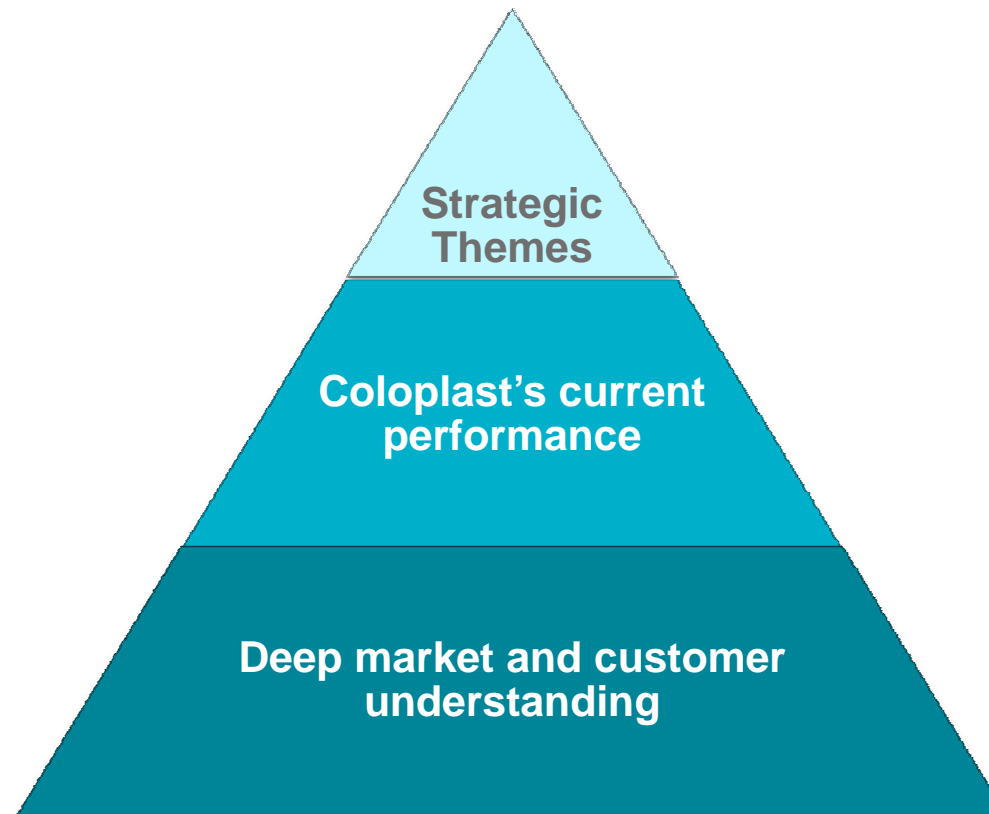 Strategic
Themes
Coloplast’s current
performance
Deep market and customer
understanding